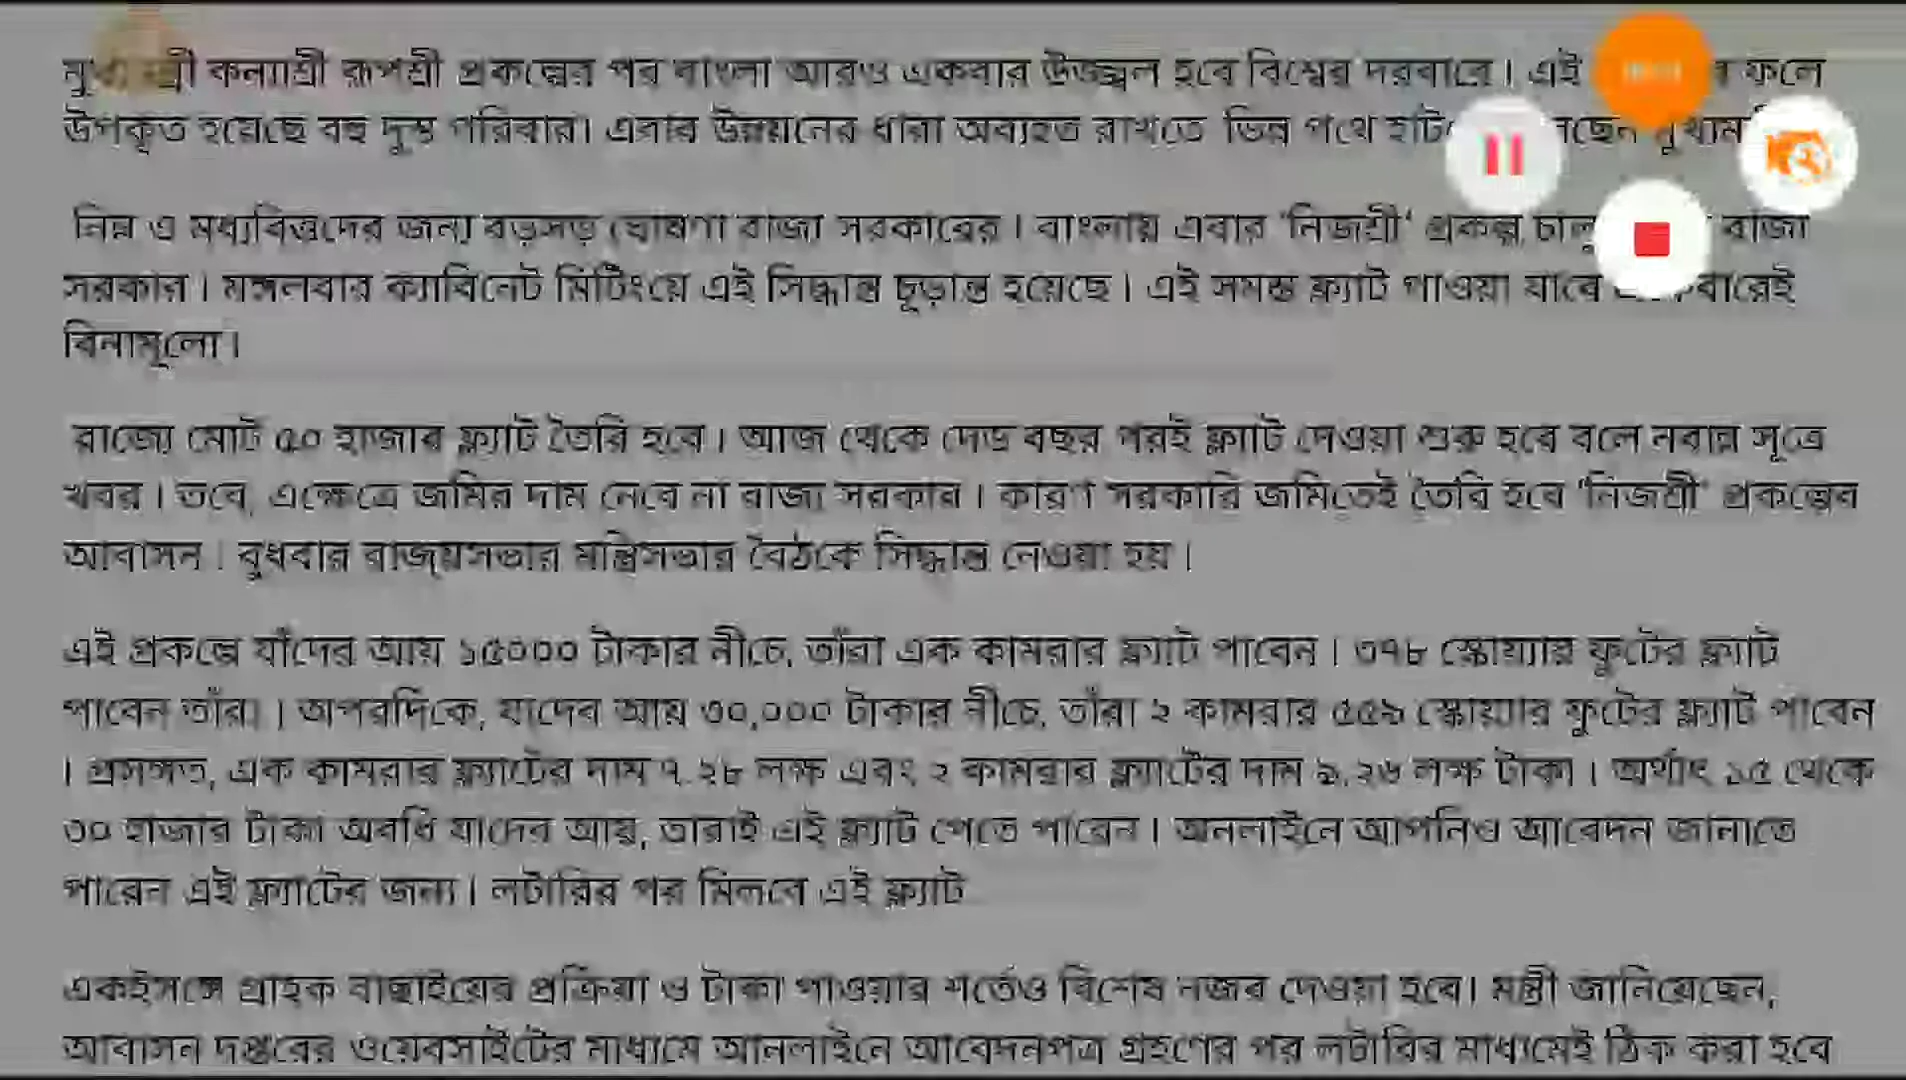 কন্যাশ্রী রূপশ্রী প্রকল্পের পর বাংলা আরও একবার উজ্জ্বল হবে বিশ্বের দরবারে। এই ফলে
উপকৃত হয়েছে বহু দুস্থ পরিবার। এবার উন্নয়নের ধারা অব্যহত রাখতে ভিন্ন পথে
নিম্ন ও মধ্যবিত্তদের জন্য বড়সড় ঘোষণা রাজ্য সরকারের। বাংলায় এবার ‘নিজশ্রী‘ প্রকল্প চালু রাজ্য
সরকার। মঙ্গলবার ক্যাবিনেট মিটিংয়ে এই সিদ্ধান্ত চূড়ান্ত হয়েছে। এই সমস্ত ফ্ল্যাট পাওয়া যাবে একেবারেই
বিনামূল্যে।
রাজ্যে মোট ৫০ হাজার ফ্ল্যাট তৈরি হবে। আজ থেকে দেড় বছর পরই ফ্ল্যাট দেওয়া শুরু হবে বলে নবান্ন সূত্রে
খবর। তবে, এক্ষেত্রে জমির দাম নেবে না রাজ্য সরকার। কারণ সরকারি জমিতেই তৈরি হবে ‘নিজশ্রী‘ প্রকল্পের
আবাসন। বুধবার রাজ্য়সভার মন্ত্রিসভার বৈঠকে সিদ্ধান্ত নেওয়া হয়।
এই প্রকল্পে যাঁদের আয় ১৫০০০ টাকার নীচে, তাঁরা এক কামরার ফ্ল্যাট পাবেন। ৩৭৮ স্কোয়্যার ফুটের ফ্ল্যাট
পাবেন তাঁরা। অপরদিকে, যাদের আয় ৩০,০০০ টাকার নীচে, তাঁরা ২ কামরার ৫৫৯ স্কোয়্যার ফুটের ফ্ল্যাট পাবেন
। প্রসঙ্গত, এক কামরার ফ্ল্যাটের দাম ৭.২৮ লক্ষ এবং ২ কামরার ফ্ল্যাটের দাম ৯.২৬ লক্ষ টাকা। অর্থাৎ ১৫ থেকে
৩০ হাজার টাকা অবধি যাদের আয়, তারাই এই ফ্ল্যাট পেতে পারেন। অনলাইনে আপনিও আবেদন জানাতে
পারেন এই ফ্ল্যাটের জন্য। লটারির পর মিলবে এই ফ্ল্যাট
একইসঙ্গে গ্রাহক বাছাইয়ের প্রক্রিয়া ও টাকা পাওয়ার শর্তেও বিশেষ নজর দেওয়া হবে। মন্ত্রী জানিয়েছেন,
আবাসন দপ্তরের ওয়েবসাইটের মাধ্যমে আনলাইনে আবেদনপত্র গ্রহণের পর লটারির মাধ্যমেই ঠিক করা হবে